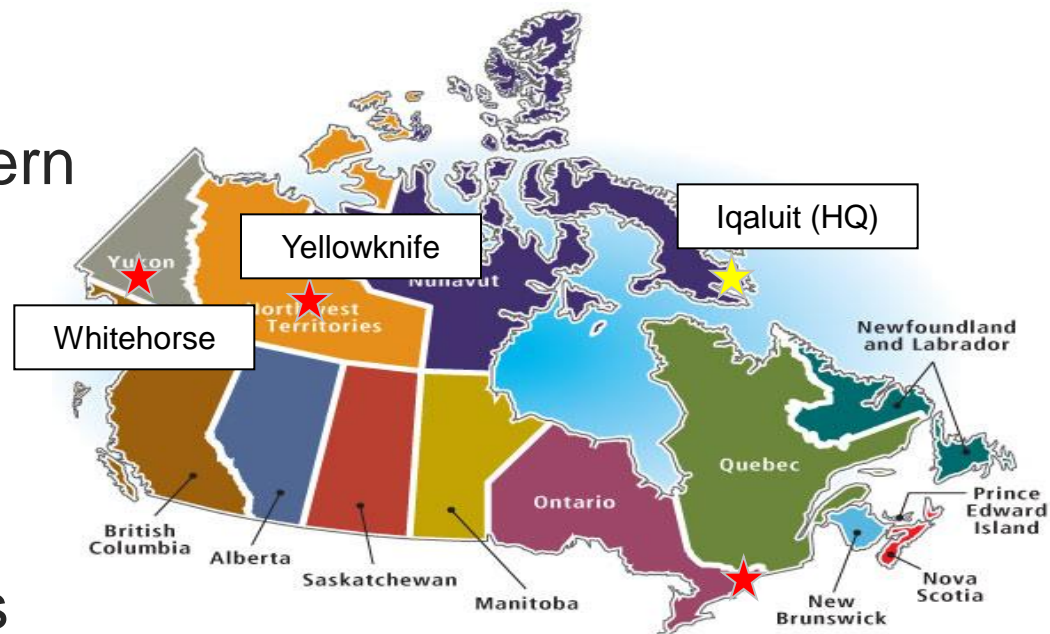 ern
Iqaluit (HQ)
Yellowknife
Yukon
Nunavut
Northwest
Territories
Whitehorse
Newfoundland
and Labrador
Quebec
Ontario
Prince
Edward
Island
British
Columbia
Alberta
Saskatchewan
Manitoba
New
Brunswick
Nova
Scotia
s